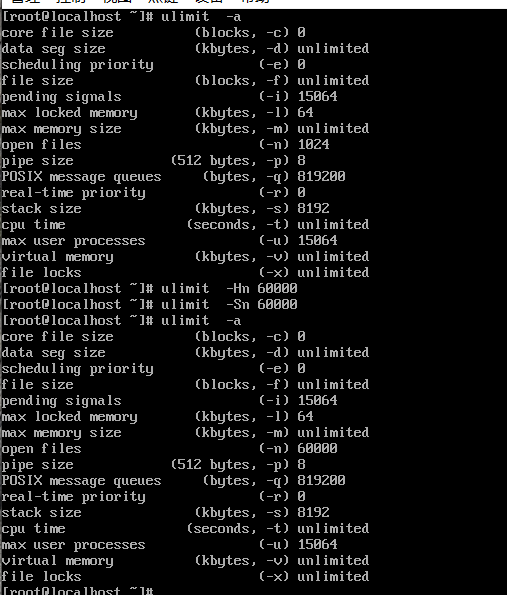 [root@localhost ~]# ulimit  -a
core file size          (blocks, -c) 0
data seg size           (kbytes, -d) unlimited
scheduling priority             (-e) 0
file size               (blocks, -f) unlimited
pending signals                 (-i) 15064
max locked memory       (kbytes, -l) 64
max memory size         (kbytes, -m) unlimited
open files                      (-n) 1024
pipe size            (512 bytes, -p) 8
POSIX message queues     (bytes, -q) 819200
real-time priority              (-r) 0
stack size              (kbytes, -s) 8192
cpu time               (seconds, -t) unlimited
max user processes              (-u) 15064
virtual memory          (kbytes, -v) unlimited
file locks                      (-x) unlimited
[root@localhost ~]# ulimit  -Hn 60000
[root@localhost ~]# ulimit  -Sn 60000
[root@localhost ~]# ulimit  -a
core file size          (blocks, -c) 0
data seg size           (kbytes, -d) unlimited
scheduling priority             (-e) 0
file size               (blocks, -f) unlimited
pending signals                 (-i) 15064
max locked memory       (kbytes, -l) 64
max memory size         (kbytes, -m) unlimited
open files                      (-n) 60000
pipe size            (512 bytes, -p) 8
POSIX message queues     (bytes, -q) 819200
real-time priority              (-r) 0
stack size              (kbytes, -s) 8192
cpu time               (seconds, -t) unlimited
max user processes              (-u) 15064
virtual memory          (kbytes, -v) unlimited
file locks                      (-x) unlimited
[root@localhost ~]#